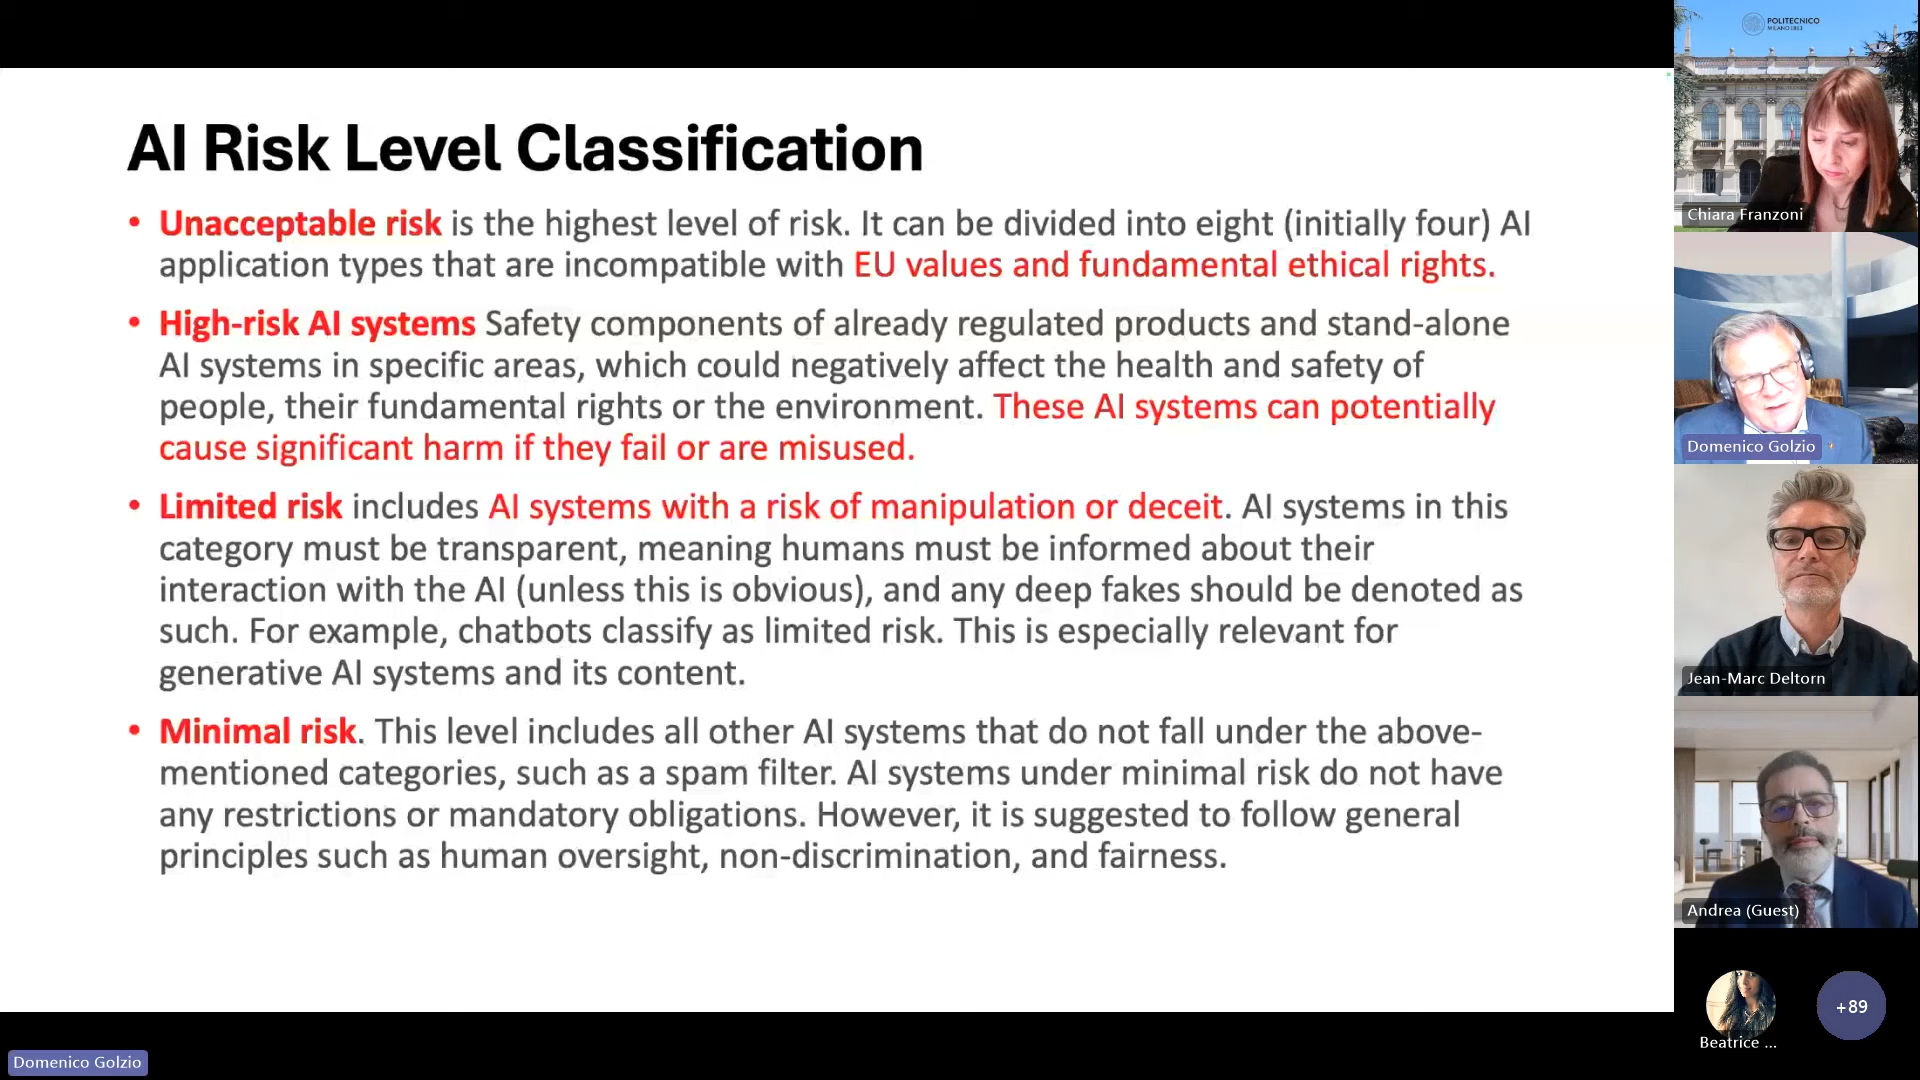 AI Risk Level Classification
• Unacceptable risk is the highest level of risk. It can be divided into eight (initially four) AI
application types that are incompatible with EU values and fundamental ethical rights.
• High-risk AI systems Safety components of already regulated products and stand-alone
AI systems in specific areas, which could negatively affect the health and safety of
people, their fundamental rights or the environment. These AI systems can potentially
cause significant harm if they fail or are misused.
• Limited risk includes AI systems with a risk of manipulation or deceit. AI systems in this
category must be transparent, meaning humans must be informed about their
interaction with the AI (unless this is obvious), and any deep fakes should be denoted as
such. For example, chatbots classify as limited risk. This is especially relevant for
generative AI systems and its content.
• Minimal risk. This level includes all other AI systems that do not fall under the above-
mentioned categories, such as a spam filter. AI systems under minimal risk do not have
any restrictions or mandatory obligations. However, it is suggested to follow general
principles such as human oversight, non-discrimination, and fairness.
Domenico Golzio
POLITECNICO
MILANO 1863
Chiara Franzoni
Domenico Golzio
Jean-Marc Deltorn
Andrea (Guest)
Beatrice ...
+89